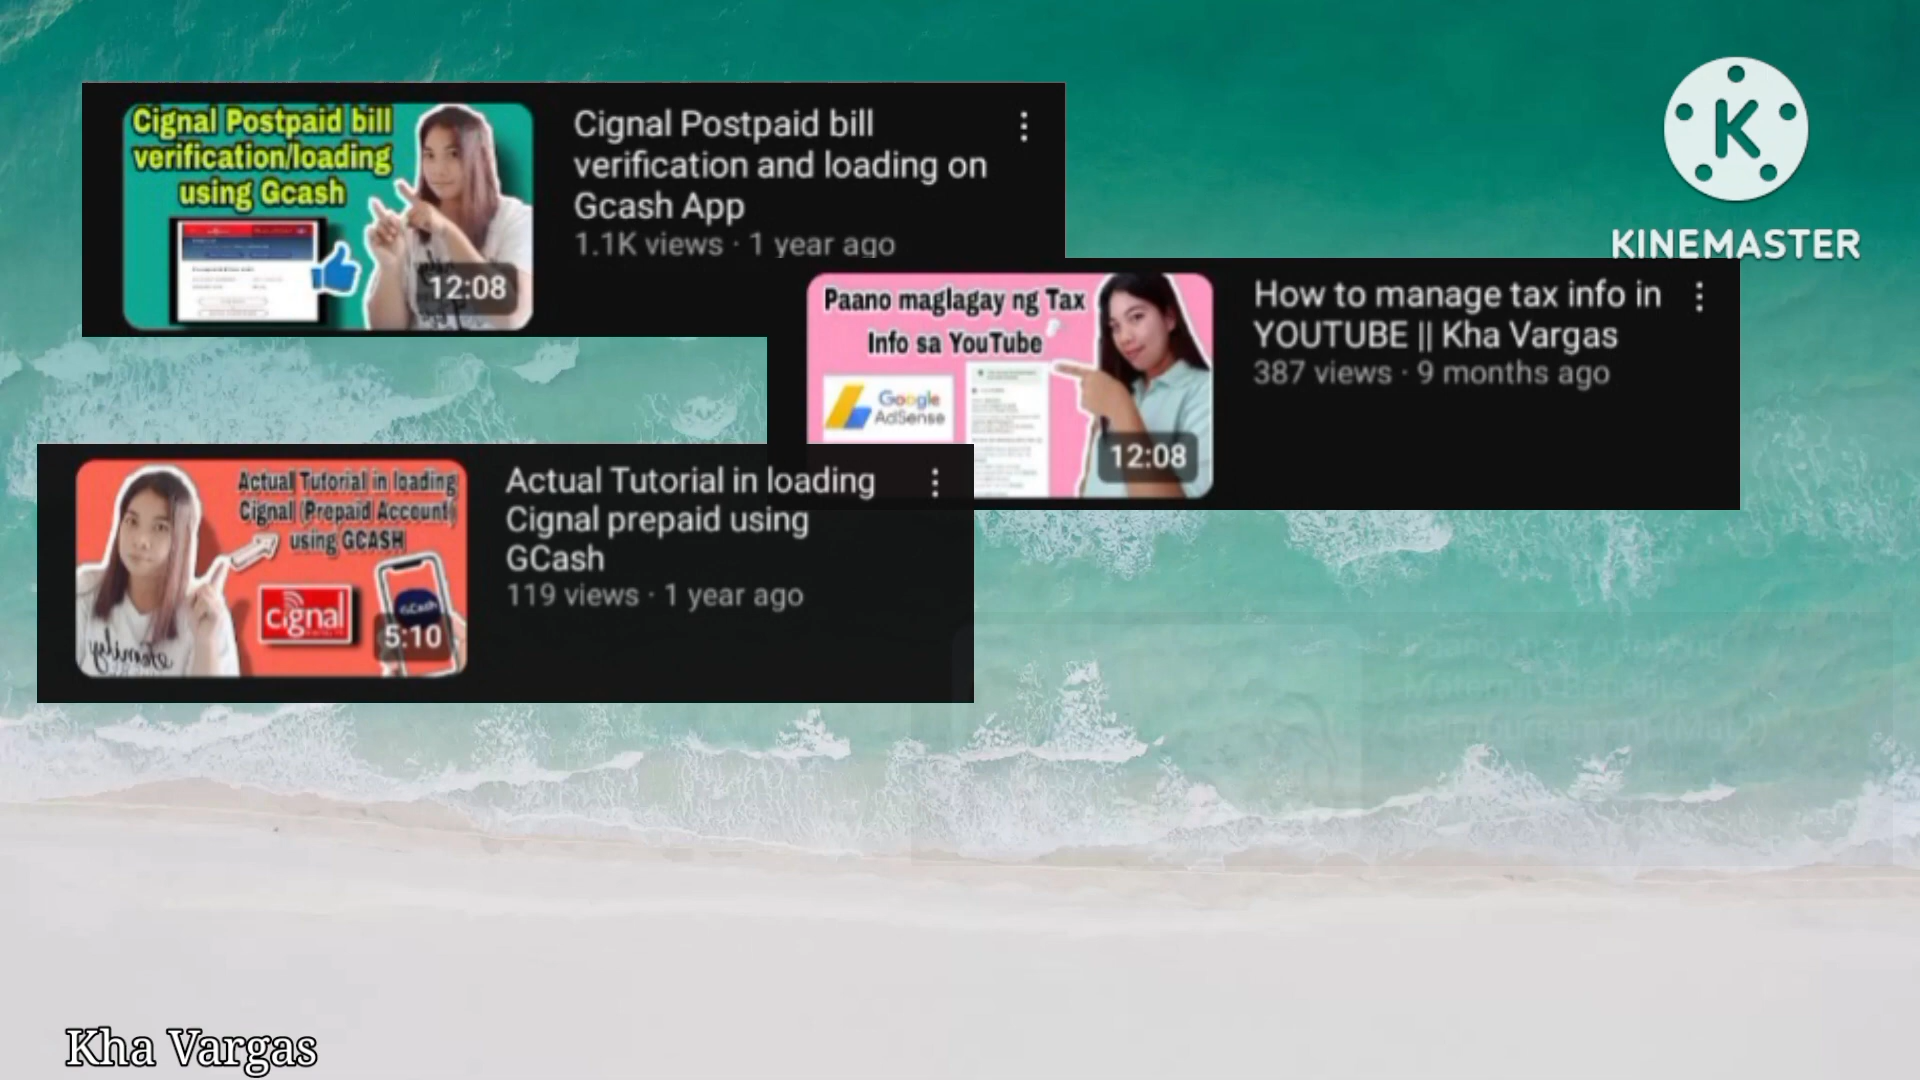 Cignal Postpaid bill
verification/loading
using Gcash
12:08
Cignal Postpaid bill
verification and loading on
Gcash App
1.1K views · 1 year ago
K
KINEMASTER
Paano maglagay ng Tax
Info sa YouTube
Google
AdSense
12:08
How to manage tax info in
YOUTUBE || Kha Vargas
387 views · 9 months ago
Actual Tutorial in loading
Cignal (Prepaid Account)
using GCASH
cignal
GCash
5:10
Family
Actual Tutorial in loading
Cignal prepaid using
GCash
119 views · 1 year ago
Kha Vargas